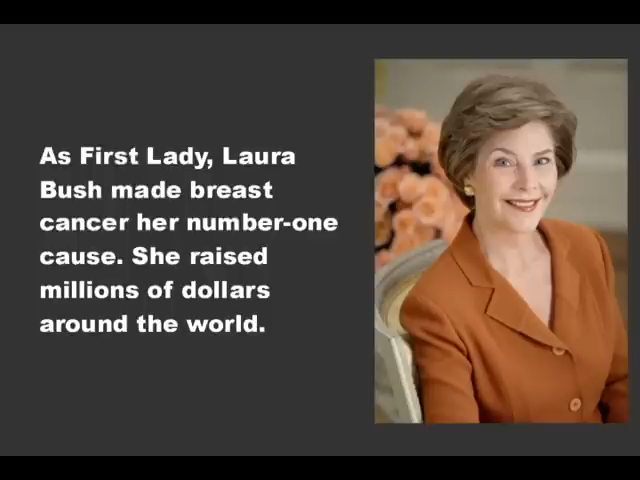 As First Lady, Laura
Bush made breast
cancer her number-one
cause. She raised
millions of dollars
around the world.